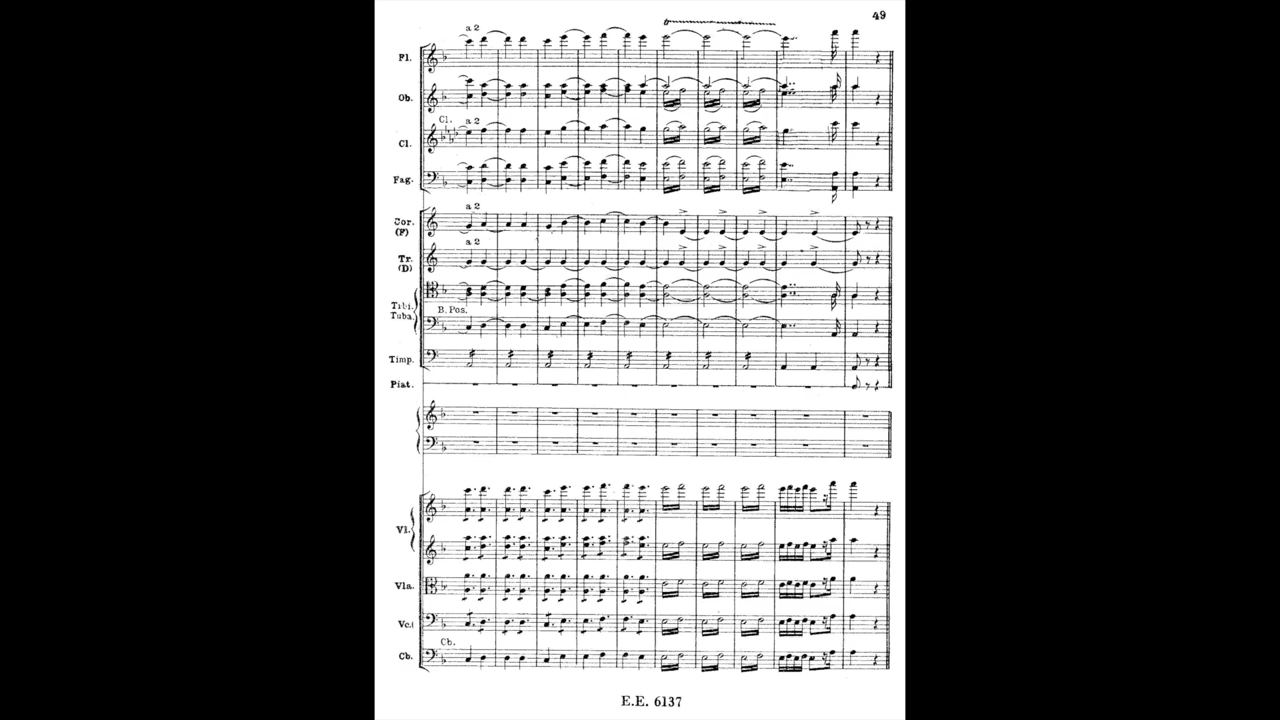 49
a 2
Fl.
Ob.
Cl.
a 2
Cl.
Fag.
a 2
Cor.
(F)
a 2
Tr.
(D)
Tibi.
Tuba.
B. Pos.
Timp.
Piat.
Vl.
Vla.
Vc.
Cb.
Cb.
E.E. 6137